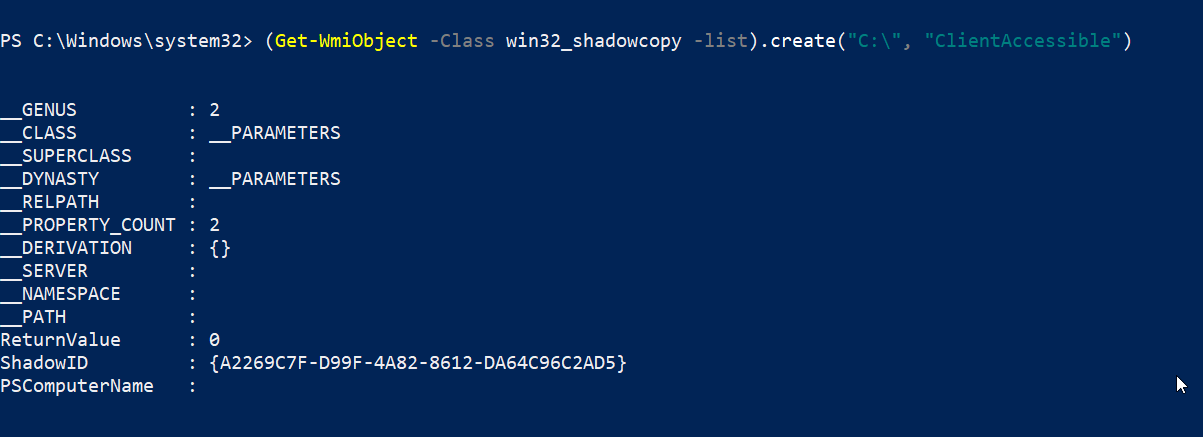 PS C:\Windows\system32> (Get-WmiObject -Class win32_shadowcopy -list).create("C:\", "ClientAccessible")
__GENUS          : 2
__CLASS          : __PARAMETERS
__SUPERCLASS     :
__DYNASTY        : __PARAMETERS
__RELPATH        :
__PROPERTY_COUNT : 2
__DERIVATION     : {}
__SERVER         :
__NAMESPACE      :
__PATH           :
ReturnValue      : 0
ShadowID         : {A2269C7F-D99F-4A82-8612-DA64C96C2AD5}
PSComputerName   :